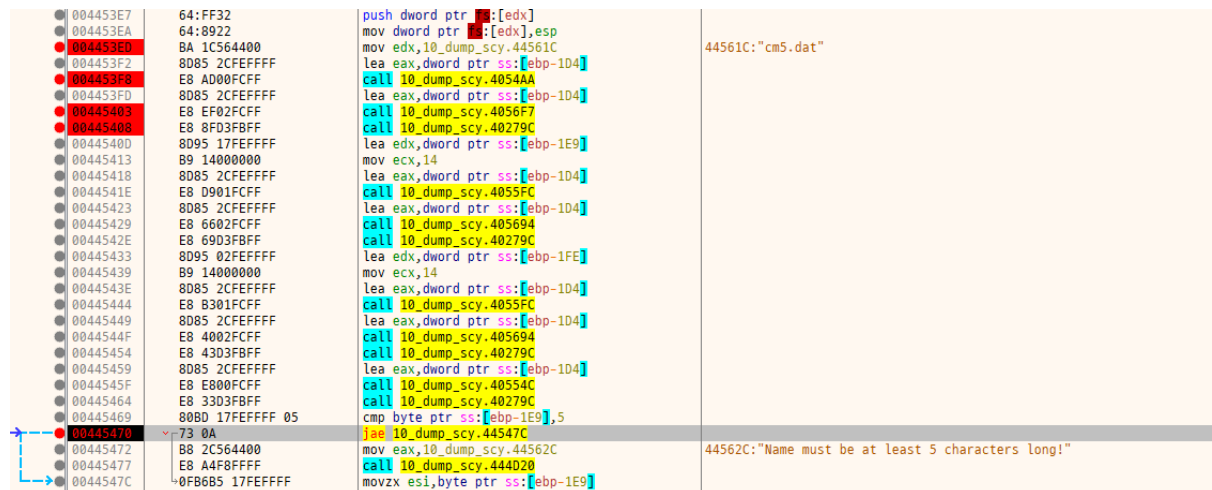 004453E7 64:FF32 push dword ptr fs:[edx]
004453EA 64:8922 mov dword ptr fs:[edx],esp
004453ED BA 1C564400 mov edx,10_dump_scy.44561C 44561C:"cm5.dat"
004453F2 8D85 2CFEFFFF lea eax,dword ptr ss:[ebp-1D4]
004453F8 E8 AD00FCFF call 10_dump_scy.4054AA
004453FD 8D85 2CFEFFFF lea eax,dword ptr ss:[ebp-1D4]
00445403 E8 EF02FCFF call 10_dump_scy.4056F7
00445408 E8 8FD3FBFF call 10_dump_scy.40279C
0044540D 8D95 17FEFFFF lea edx,dword ptr ss:[ebp-1E9]
00445413 B9 14000000 mov ecx,14
00445418 8D85 2CFEFFFF lea eax,dword ptr ss:[ebp-1D4]
0044541E E8 D901FCFF call 10_dump_scy.4055FC
00445423 8D85 2CFEFFFF lea eax,dword ptr ss:[ebp-1D4]
00445429 E8 6602FCFF call 10_dump_scy.405694
0044542E E8 69D3FBFF call 10_dump_scy.40279C
00445433 8D95 02FEFFFF lea edx,dword ptr ss:[ebp-1FE]
00445439 B9 14000000 mov ecx,14
0044543E 8D85 2CFEFFFF lea eax,dword ptr ss:[ebp-1D4]
00445444 E8 B301FCFF call 10_dump_scy.4055FC
00445449 8D85 2CFEFFFF lea eax,dword ptr ss:[ebp-1D4]
0044544F E8 4002FCFF call 10_dump_scy.405694
00445454 E8 43D3FBFF call 10_dump_scy.40279C
00445459 8D85 2CFEFFFF lea eax,dword ptr ss:[ebp-1D4]
0044545F E8 E800FCFF call 10_dump_scy.40554C
00445464 E8 33D3FBFF call 10_dump_scy.40279C
00445469 80BD 17FEFFFF 05 cmp byte ptr ss:[ebp-1E9],5
00445470 73 0A jae 10_dump_scy.44547C
00445472 B8 2C564400 mov eax,10_dump_scy.44562C 44562C:"Name must be at least 5 characters long!"
00445477 E8 A4F8FFFF call 10_dump_scy.444D20
0044547C 0FB6B5 17FEFFFF movzx esi,byte ptr ss:[ebp-1E9]